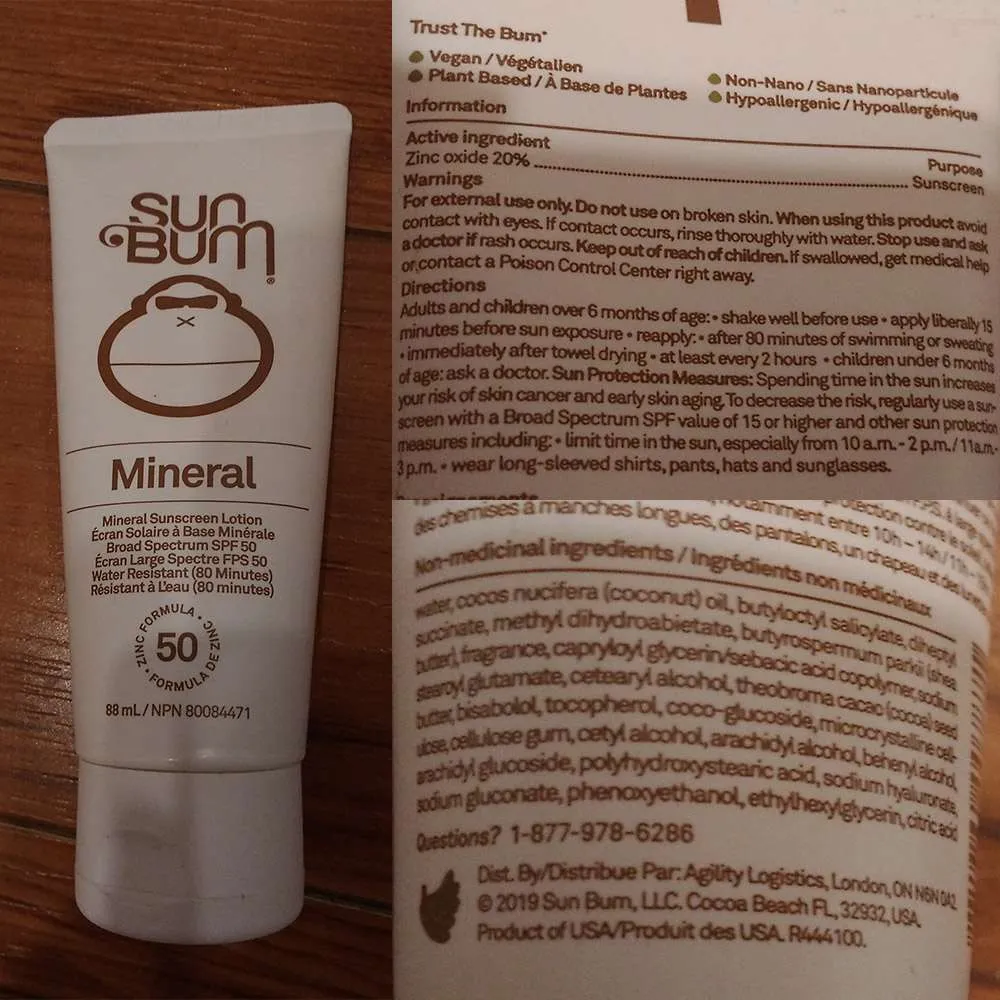 SUN
BUM®
Mineral
Mineral Sunscreen Lotion
Écran Solaire à Base Minérale
Broad Spectrum SPF 50
Écran Large Spectre FPS 50
Water Resistant (80 Minutes)
Résistant à L'eau (80 minutes)
ZINC FORMULA • FORMULA DE ZINC •
50
88 mL / NPN 80084471
Trust The Bum*
Vegan / Végétalien
Plant Based / À Base de Plantes
Non-Nano / Sans Nanoparticule
Hypoallergenic / Hypoallergénique
Information
Active ingredient Purpose
Zinc oxide 20% Sunscreen
Warnings
For external use only. Do not use on broken skin. When using this product avoid
contact with eyes. If contact occurs, rinse thoroughly with water. Stop use and ask
a doctor if rash occurs. Keep out of reach of children. If swallowed, get medical help
or contact a Poison Control Center right away.
Directions
Adults and children over 6 months of age: • shake well before use • apply liberally 15
minutes before sun exposure • reapply: • after 80 minutes of swimming or sweating
• immediately after towel drying • at least every 2 hours • children under 6 months
of age: ask a doctor. Sun Protection Measures: Spending time in the sun increases
your risk of skin cancer and early skin aging. To decrease the risk, regularly use a sun-
screen with a Broad Spectrum SPF value of 15 or higher and other sun protection
measures including: • limit time in the sun, especially from 10 a.m. - 2 p.m. / 11 a.m.-
3 p.m. • wear long-sleeved shirts, pants, hats and sunglasses.
protection contre le soleil
des chemises à manches longues, des pantalons, un chapeau et des
notamment entre 10h - 14h / 11h -
Non-medicinal ingredients / Ingrédients non médicinaux
water, cocos nucifera (coconut) oil, butyloctyl salicylate, diheptyl
succinate, methyl dihydroabietate, butyrospermum parkii (shea
butter), fragrance, capryloyl glycerin/sebacic acid copolymer, sodium
stearoyl glutamate, cetearyl alcohol, theobroma cacao (cocoa) seed
butter, bisabolol, tocopherol, coco-glucoside, microcrystalline cell-
ulose, cellulose gum, cetyl alcohol, arachidyl alcohol, behenyl alcohol,
arachidyl glucoside, polyhydroxystearic acid, sodium hyaluronate,
sodium gluconate, phenoxyethanol, ethylhexylglycerin, citric acid
Questions? 1-877-978-6286
Dist. By/Distribue Par: Agility Logistics, London, ON N6N 0A2
© 2019 Sun Bum, LLC. Cocoa Beach FL, 32932, USA.
Product of USA/Produit des USA. R444100.